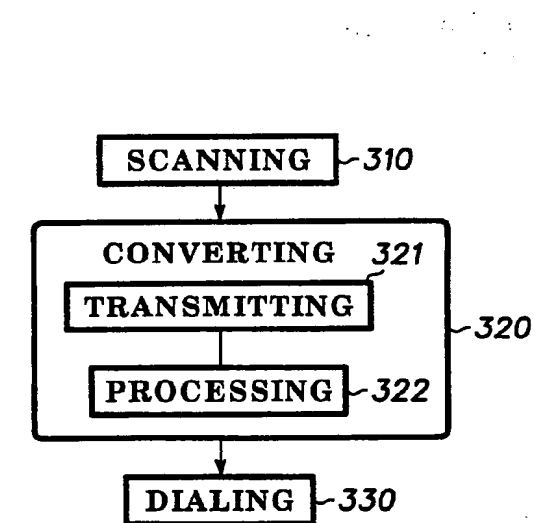 SCANNING 310
CONVERTING
321
TRANSMITTING
320
PROCESSING 322
DIALING 330